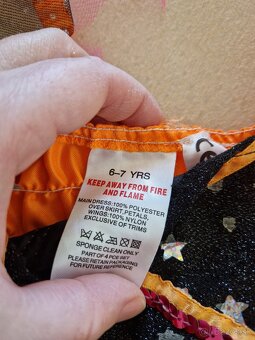 6-7 YRS
KEEP AWAY FROM FIRE
AND FLAME
MAIN DRESS:100% POLYESTER
OVER SKIRT, PETALS,
WINGS:100% NYLON
EXCLUSIVE OF TRIMS
SPONGE CLEAN ONLY
PART OF 4 PCS SET
PLEASE RETAIN PACKAGING
FOR FUTURE REFERENCE
CE